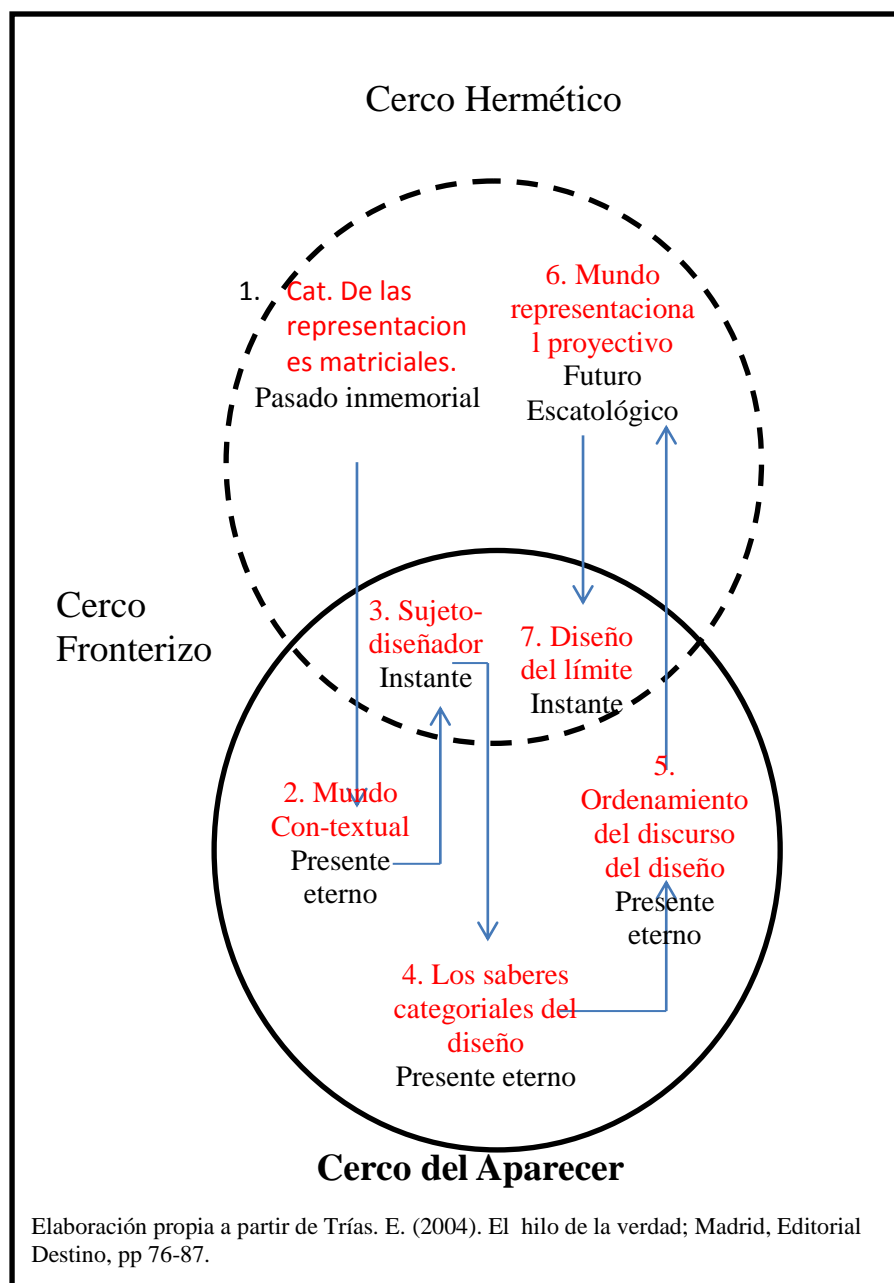 Cerco Hermético
1. Cat. De las
representacion
es matriciales.
Pasado inmemorial
6. Mundo
representaciona
l proyectivo
Futuro
Escatológico
Cerco
Fronterizo
3. Sujeto-
diseñador
Instante
7. Diseño
del límite
Instante
2. Mundo
Con-textual
Presente
eterno
5.
Ordenamiento
del discurso
del diseño
Presente
eterno
4. Los saberes
categoriales del
diseño
Presente eterno
Cerco del Aparecer
Elaboración propia a partir de Trías. E. (2004). El hilo de la verdad; Madrid, Editorial
Destino, pp 76-87.